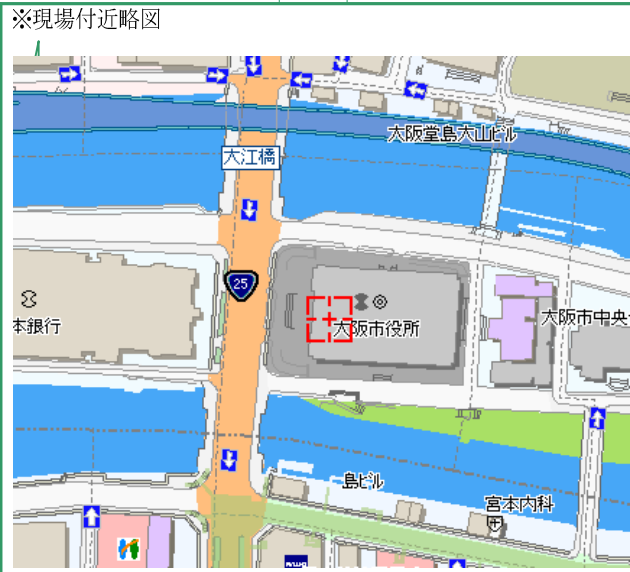 ※現場付近略図
大阪堂島大山ビル
大江橋
25
本銀行
大阪市役所
大阪市中央
島ビル
宮本内科